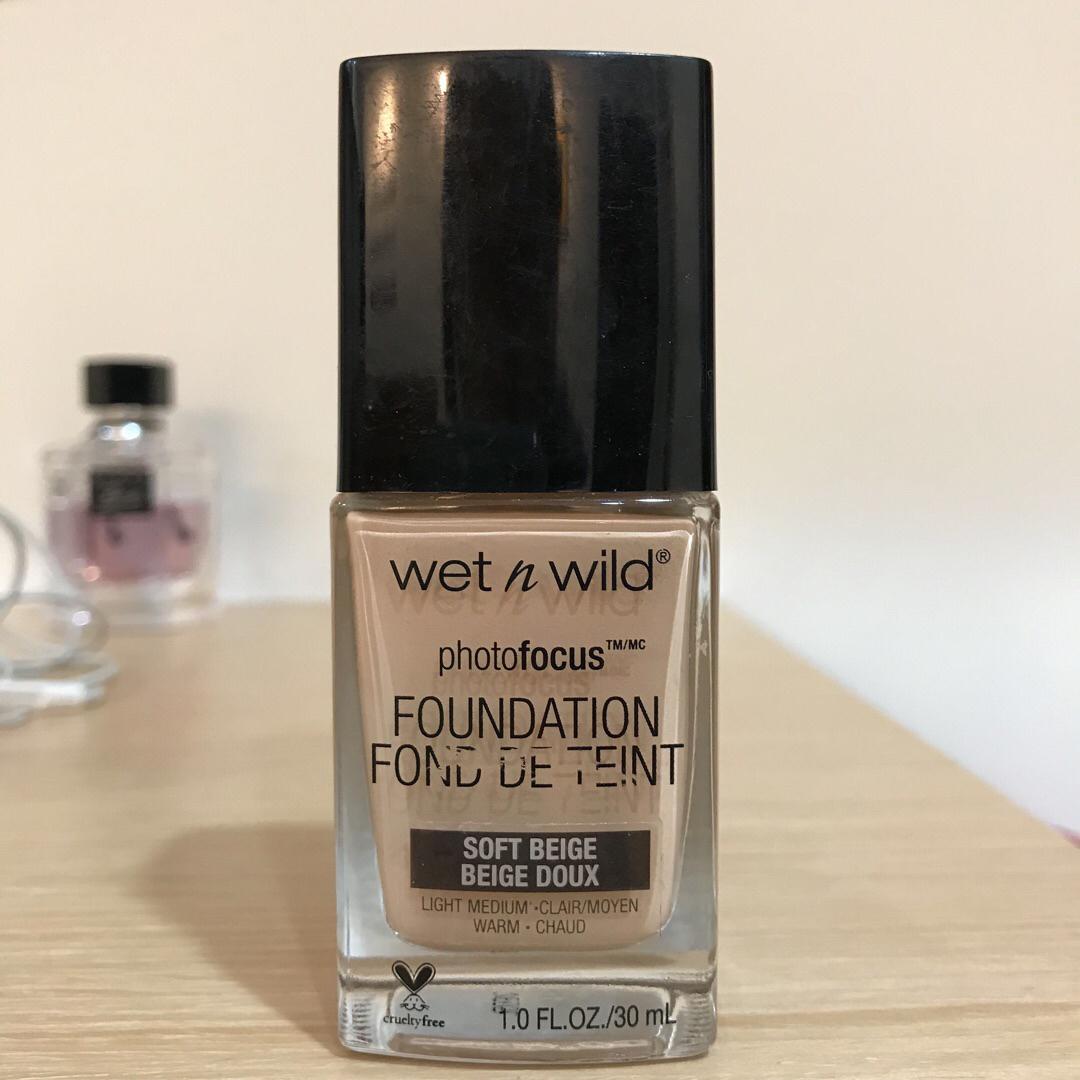 wet n wild®
photofocus™/MC
FOUNDATION
FOND DE TEINT
SOFT BEIGE
BEIGE DOUX
LIGHT MEDIUM • CLAIR/MOYEN
WARM • CHAUD
crueltyfree
1.0 FL.OZ./30 mL